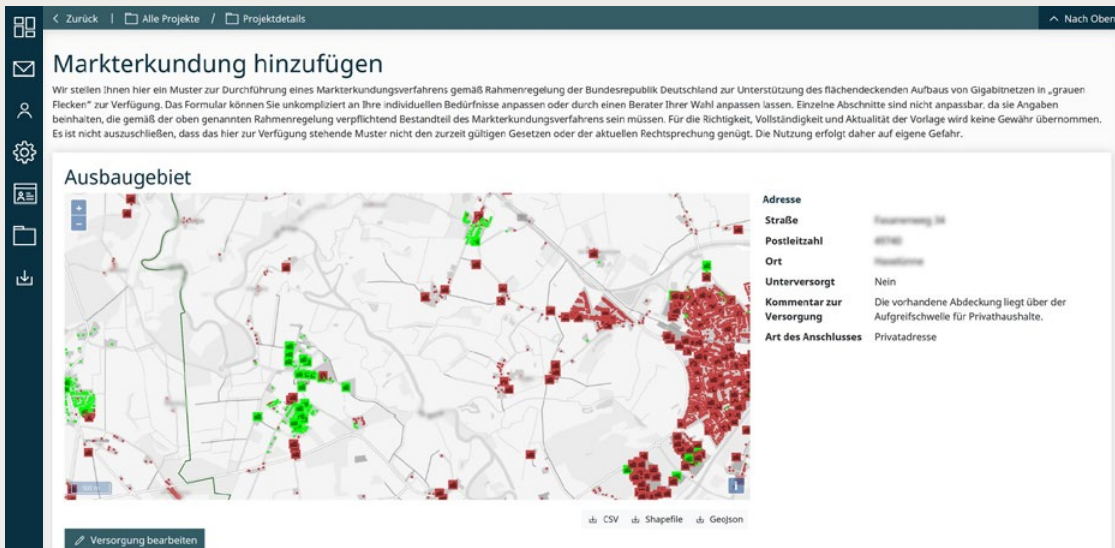 Zurück | Alle Projekte / Projektdetails
Nach Oben
Markterkundung hinzufügen
Wir stellen Ihnen hier ein Muster zur Durchführung eines Markterkundungsverfahrens gemäß Rahmenregelung der Bundesrepublik Deutschland zur Unterstützung des flächendeckenden Aufbaus von Gigabitnetzen in „grauen
Flecken“ zur Verfügung. Das Formular können Sie unkompliziert an Ihre individuellen Bedürfnisse anpassen oder durch einen Berater Ihrer Wahl anpassen lassen. Einzelne Abschnitte sind nicht anpassbar, da sie Angaben
beinhalten, die gemäß der oben genannten Rahmenregelung verpflichtend Bestandteil des Markterkundungsverfahrens sein müssen. Für die Richtigkeit, Vollständigkeit und Aktualität der Vorlage wird keine Gewähr übernommen.
Es ist nicht auszuschließen, dass das hier zur Verfügung stehende Muster nicht den zurzeit gültigen Gesetzen oder der aktuellen Rechtsprechung genügt. Die Nutzung erfolgt daher auf eigene Gefahr.
Ausbaugebiet
+
−
i
Adresse
Straße
Postleitzahl
Ort
Unterversorgt Nein
Kommentar zur Die vorhandene Abdeckung liegt über der
Versorgung Aufgreifschwelle für Privathaushalte.
Art des Anschlusses Privatadresse
CSV Shapefile GeoJson
Versorgung bearbeiten